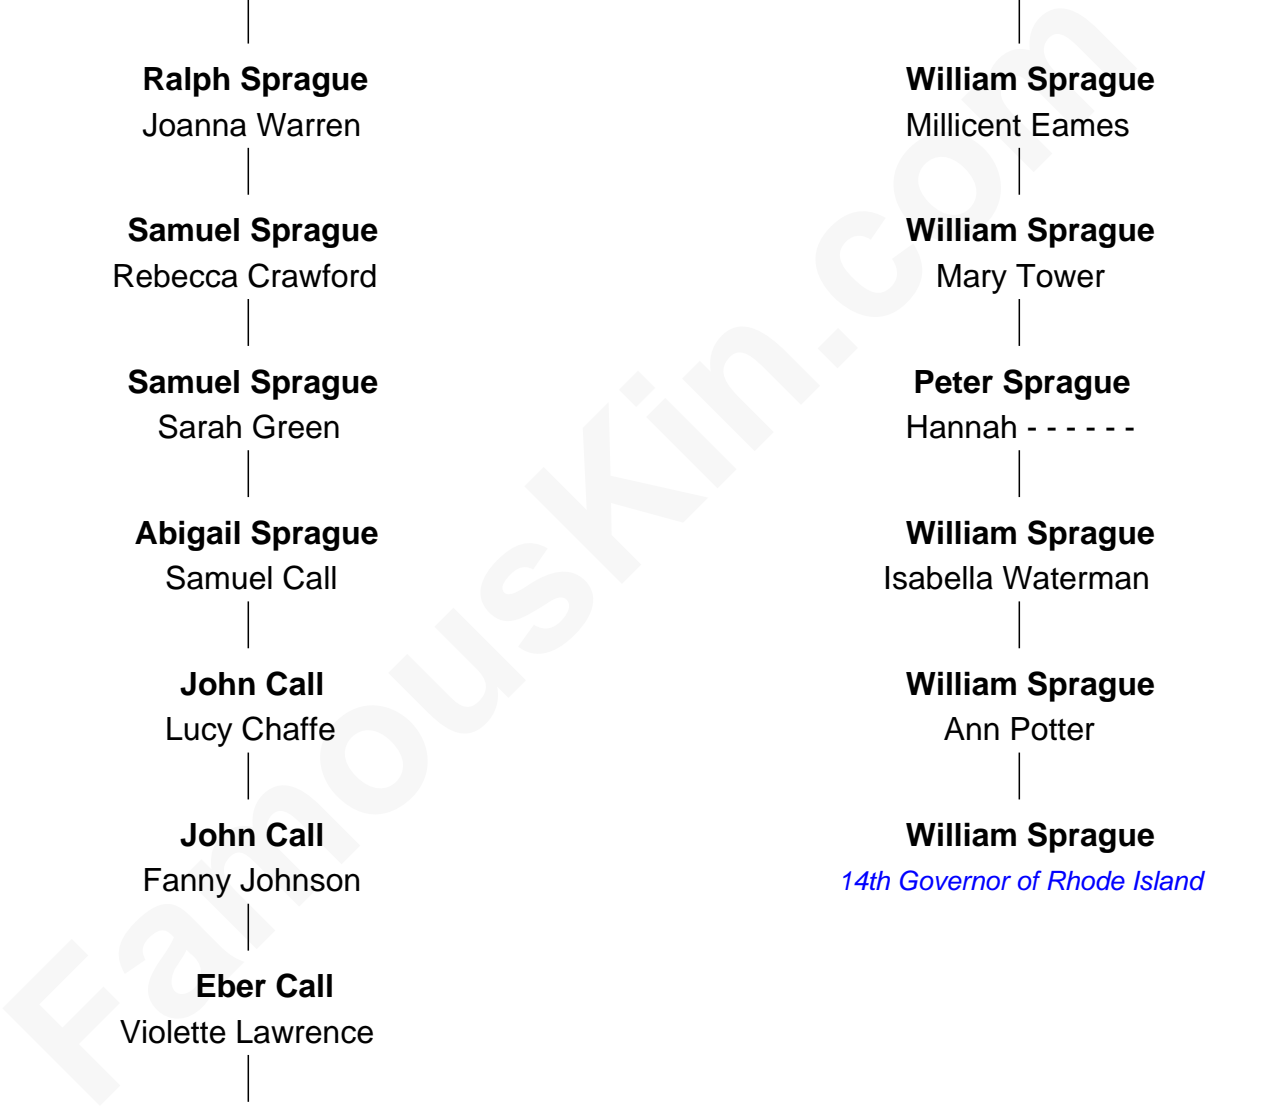 Ralph Sprague
Joanna Warren
Samuel Sprague
Rebecca Crawford
Samuel Sprague
Sarah Green
Abigail Sprague
Samuel Call
John Call
Lucy Chaffe
John Call
Fanny Johnson
Eber Call
Violette Lawrence
William Sprague
Millicent Eames
William Sprague
Mary Tower
Peter Sprague
Hannah - - - - - -
William Sprague
Isabella Waterman
William Sprague
Ann Potter
William Sprague
14th Governor of Rhode Island
FamousKin.com